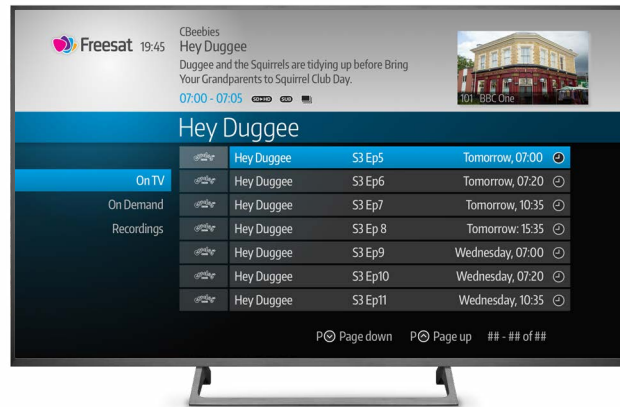 Freesat 19:45
CBeebies
Hey Duggee
Duggee and the Squirrels are tidying up before Bring
Your Grandparents to Squirrel Club Day.
07:00 - 07:05 SD▸HD SUB
101 BBC One
Hey Duggee
On TV
On Demand
Recordings
Hey Duggee S3 Ep5 Tomorrow, 07:00
Hey Duggee S3 Ep6 Tomorrow, 07:20
Hey Duggee S3 Ep7 Tomorrow, 10:35
Hey Duggee S3 Ep 8 Tomorrow: 15:35
Hey Duggee S3 Ep9 Wednesday, 07:00
Hey Duggee S3 Ep10 Wednesday, 07:20
Hey Duggee S3 Ep11 Wednesday, 10:35
P Page down P Page up ## - ## of ##